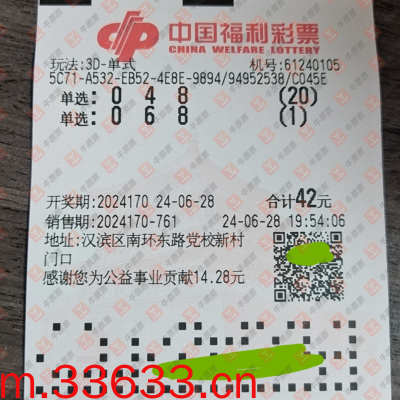 中国福利彩票
CHINA WELFARE LOTTERY
玩法:3D-单式 机号:61240105
5C71-A532-EB52-4E8E-9894/94952538/C045E
单选: 0 4 8 (20)
单选: 0 6 8 (1)
开奖期:2024170 24-06-28 合计42元
销售期:2024170-761 24-06-28 19:54:06
地址:汉滨区南环东路党校新村
门口
感谢您为公益事业贡献14.28元
m.33633.cn